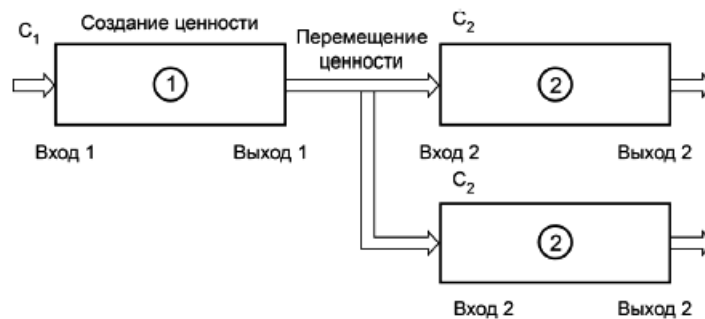 C1
Создание ценности
Перемещение
ценности
C2
1
2
Вход 1
Выход 1
Вход 2
Выход 2
C2
2
Вход 2
Выход 2